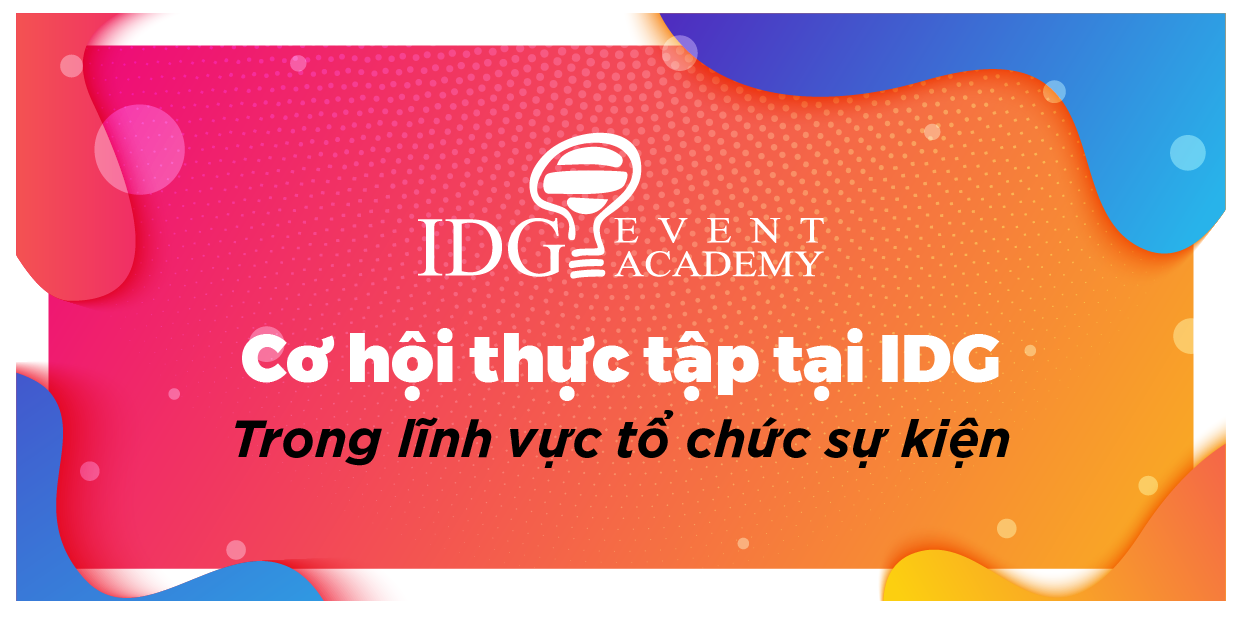 IDG EVENT
ACADEMY
Cơ hội thực tập tại IDG
Trong lĩnh vực tổ chức sự kiện